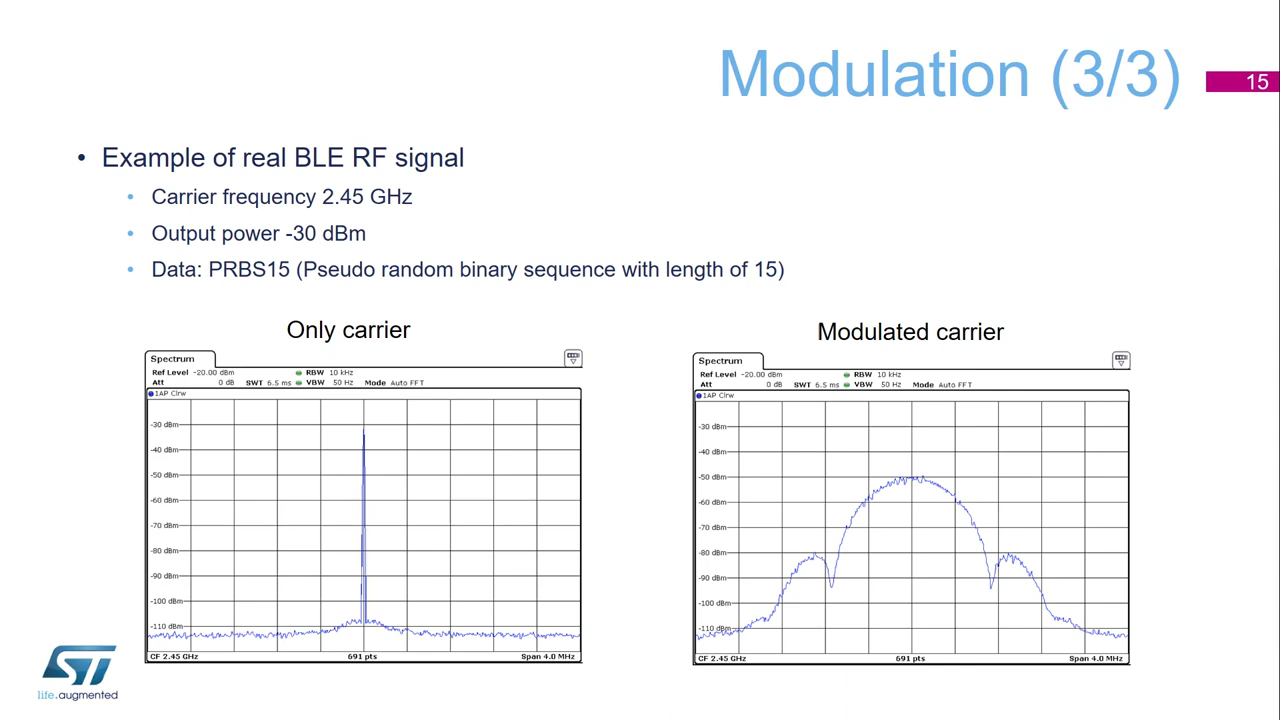 Modulation (3/3)
15
• Example of real BLE RF signal
• Carrier frequency 2.45 GHz
• Output power -30 dBm
• Data: PRBS15 (Pseudo random binary sequence with length of 15)
Only carrier
Spectrum
Ref Level -20.00 dBm RBW 10 kHz
Att 0 dB SWT 6.5 ms VBW 50 Hz Mode Auto FFT
1AP Clrw
-30 dBm
-40 dBm
-50 dBm
-60 dBm
-70 dBm
-80 dBm
-90 dBm
-100 dBm
-110 dBm
CF 2.45 GHz 691 pts Span 4.0 MHz
Modulated carrier
Spectrum
Ref Level -20.00 dBm RBW 10 kHz
Att 0 dB SWT 6.5 ms VBW 50 Hz Mode Auto FFT
1AP Clrw
-30 dBm
-40 dBm
-50 dBm
-60 dBm
-70 dBm
-80 dBm
-90 dBm
-100 dBm
-110 dBm
CF 2.45 GHz 691 pts Span 4.0 MHz
ST
life.augmented